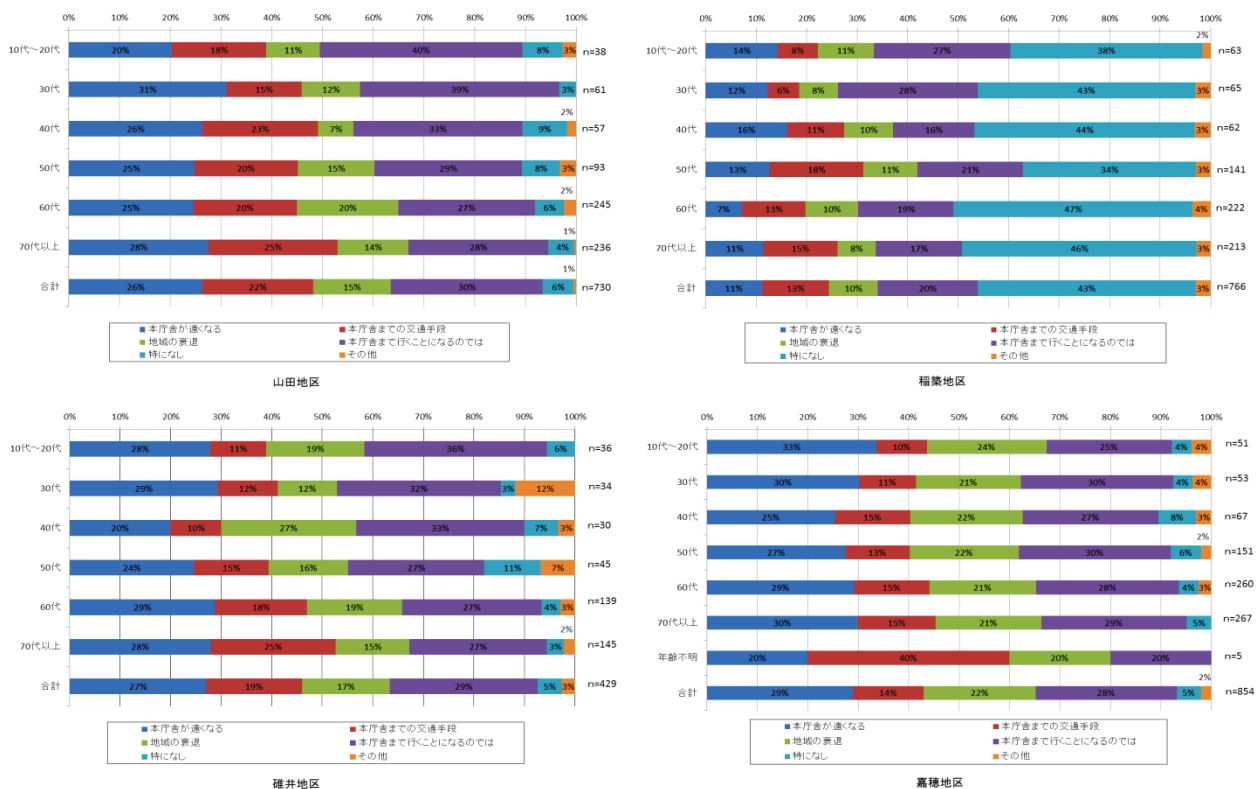 0% 10% 20% 30% 40% 50% 60% 70% 80% 90% 100%
10代～20代 20% 18% 11% 40% 8% 3% n=38
30代 31% 15% 12% 39% 3% n=61
2%
40代 26% 23% 7% 33% 9% n=57
50代 25% 20% 15% 29% 8% 3% n=93
2%
60代 25% 20% 20% 27% 6% n=245
1%
70代以上 28% 25% 14% 28% 4% n=236
1%
合計 26% 22% 15% 30% 6% n=730
本庁舎が遠くなる 本庁舎までの交通手段
地域の衰退 本庁舎まで行くことになるのでは
特になし その他
山田地区
0% 10% 20% 30% 40% 50% 60% 70% 80% 90% 100%
2%
10代～20代 14% 8% 11% 27% 38% n=63
30代 12% 6% 8% 28% 43% 3% n=65
40代 16% 11% 10% 16% 44% 3% n=62
50代 13% 18% 11% 21% 34% 3% n=141
60代 7% 13% 10% 19% 47% 4% n=222
70代以上 11% 15% 8% 17% 46% 3% n=213
合計 11% 13% 10% 20% 43% 3% n=766
本庁舎が遠くなる 本庁舎までの交通手段
地域の衰退 本庁舎まで行くことになるのでは
特になし その他
稲築地区
0% 10% 20% 30% 40% 50% 60% 70% 80% 90% 100%
10代～20代 28% 11% 19% 36% 6% n=36
30代 29% 12% 12% 32% 3% 12% n=34
40代 20% 10% 27% 33% 7% 3% n=30
50代 24% 15% 16% 27% 11% 7% n=45
60代 29% 18% 19% 27% 4% 3% n=139
2%
70代以上 28% 25% 15% 27% 3% n=145
合計 27% 19% 17% 29% 5% 3% n=429
本庁舎が遠くなる 本庁舎までの交通手段
地域の衰退 本庁舎まで行くことになるのでは
特になし その他
碓井地区
0% 10% 20% 30% 40% 50% 60% 70% 80% 90% 100%
10代～20代 33% 10% 24% 25% 4% 4% n=51
30代 30% 11% 21% 30% 4% 4% n=53
40代 25% 15% 22% 27% 8% 3% n=67
2%
50代 27% 13% 22% 30% 6% n=151
60代 29% 15% 21% 28% 4% 3% n=260
70代以上 30% 15% 21% 29% 5% n=267
年齢不明 20% 40% 20% 20% n=5
2%
合計 29% 14% 22% 28% 5% n=854
本庁舎が遠くなる 本庁舎までの交通手段
地域の衰退 本庁舎まで行くことになるのでは
特になし その他
嘉穂地区